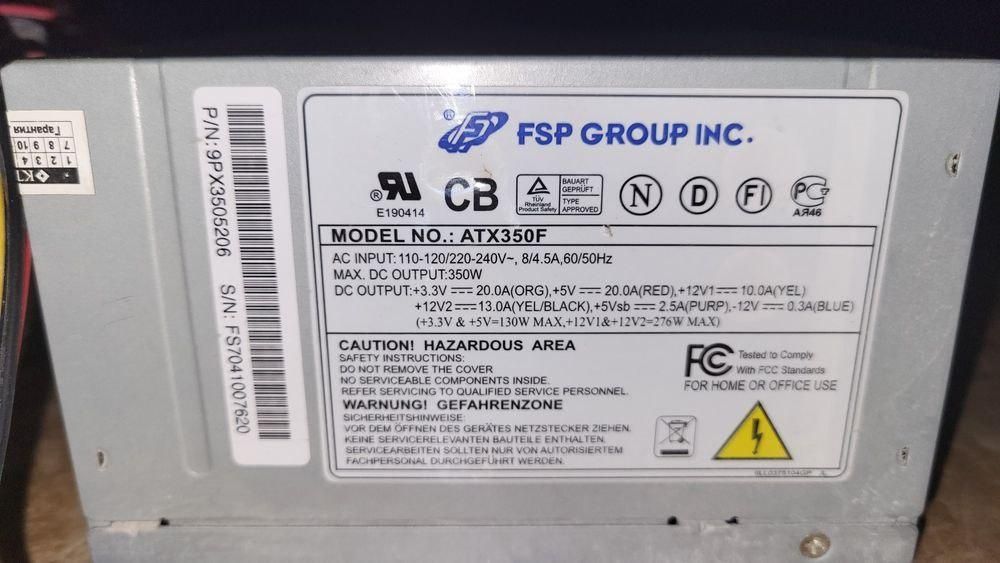 Гарантия
7 8 9 10
1 2 3 4
P/N:9PX3505206 S/N: FS7041007620
FSP GROUP INC.
® RU
E190414
CB
TÜV
Rheinland
Product Safety
BAUART
GEPRÜFT
TYPE
APPROVED
N
D
FI
PC
АЯ46
MODEL NO.: ATX350F
AC INPUT: 110-120/220-240V~, 8/4.5A,60/50Hz
MAX. DC OUTPUT:350W
DC OUTPUT:+3.3V ⎓ 20.0A(ORG),+5V ⎓ 20.0A(RED),+12V1⎓ 10.0A(YEL)
+12V2⎓13.0A(YEL/BLACK),+5Vsb ⎓ 2.5A(PURP),-12V ⎓ 0.3A(BLUE)
(+3.3V & +5V=130W MAX,+12V1&+12V2=276W MAX)
CAUTION! HAZARDOUS AREA
SAFETY INSTRUCTIONS:
DO NOT REMOVE THE COVER
NO SERVICEABLE COMPONENTS INSIDE.
REFER SERVICING TO QUALIFIED SERVICE PERSONNEL.
WARNUNG! GEFAHRENZONE
SICHERHEITSHINWEISE:
VOR DEM ÖFFNEN DES GERÄTES NETZSTECKER ZIEHEN.
KEINE SERVICERELEVANTEN BAUTEILE ENTHALTEN.
SERVICEARBEITEN SOLLTEN NUR VON AUTORISIERTEM
FACHPERSONAL DURCHGEFÜHRT WERDEN.
FC Tested to Comply
With FCC Standards
FOR HOME OR OFFICE USE